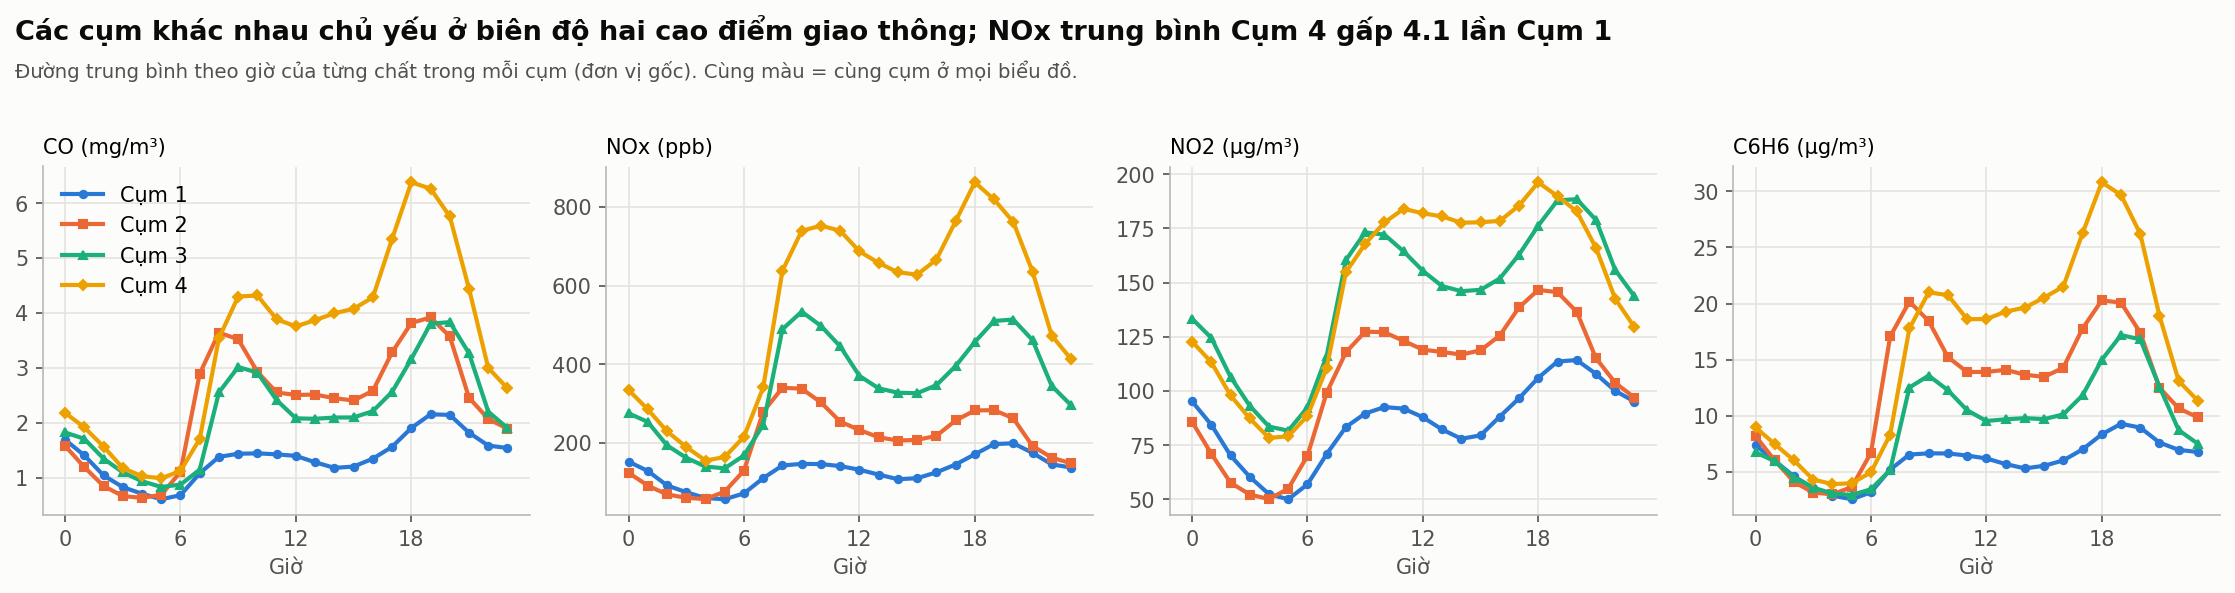 Các cụm khác nhau chủ yếu ở biên độ hai cao điểm giao thông; NOx trung bình Cụm 4 gấp 4.1 lần Cụm 1
Đường trung bình theo giờ của từng chất trong mỗi cụm (đơn vị gốc). Cùng màu = cùng cụm ở mọi biểu đồ.
CO (mg/m³)
6
5
4
3
2
1
Cụm 1
Cụm 2
Cụm 3
Cụm 4
0 6 12 18
Giờ
NOx (ppb)
800
600
400
200
0 6 12 18
Giờ
NO2 (µg/m³)
200
175
150
125
100
75
50
0 6 12 18
Giờ
C6H6 (µg/m³)
30
25
20
15
10
5
0 6 12 18
Giờ